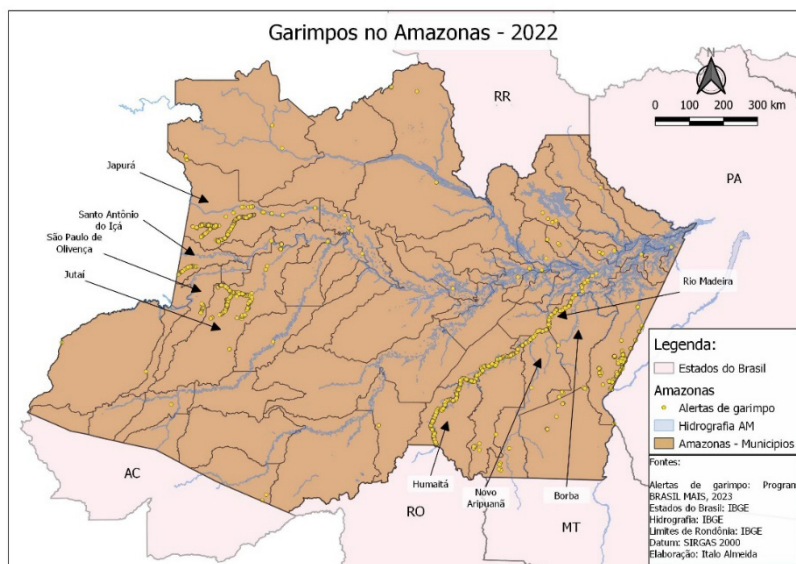 Garimpos no Amazonas - 2022
N
0 100 200 300 km
RR
PA
Japurá
Santo Antônio
do Içá
São Paulo de
Olivença
Jutaí
Rio Madeira
Humaitá
Novo
Aripuanã
Borba
AC
RO
MT
Legenda:
Estados do Brasil
Amazonas
Alertas de garimpo
Hidrografia AM
Amazonas - Municipios
Fontes:
Alertas de garimpo: Program
BRASIL MAIS, 2023
Estados do Brasil: IBGE
Hidrografia: IBGE
Limites de Rondônia: IBGE
Datum: SIRGAS 2000
Elaboração: Italo Almeida